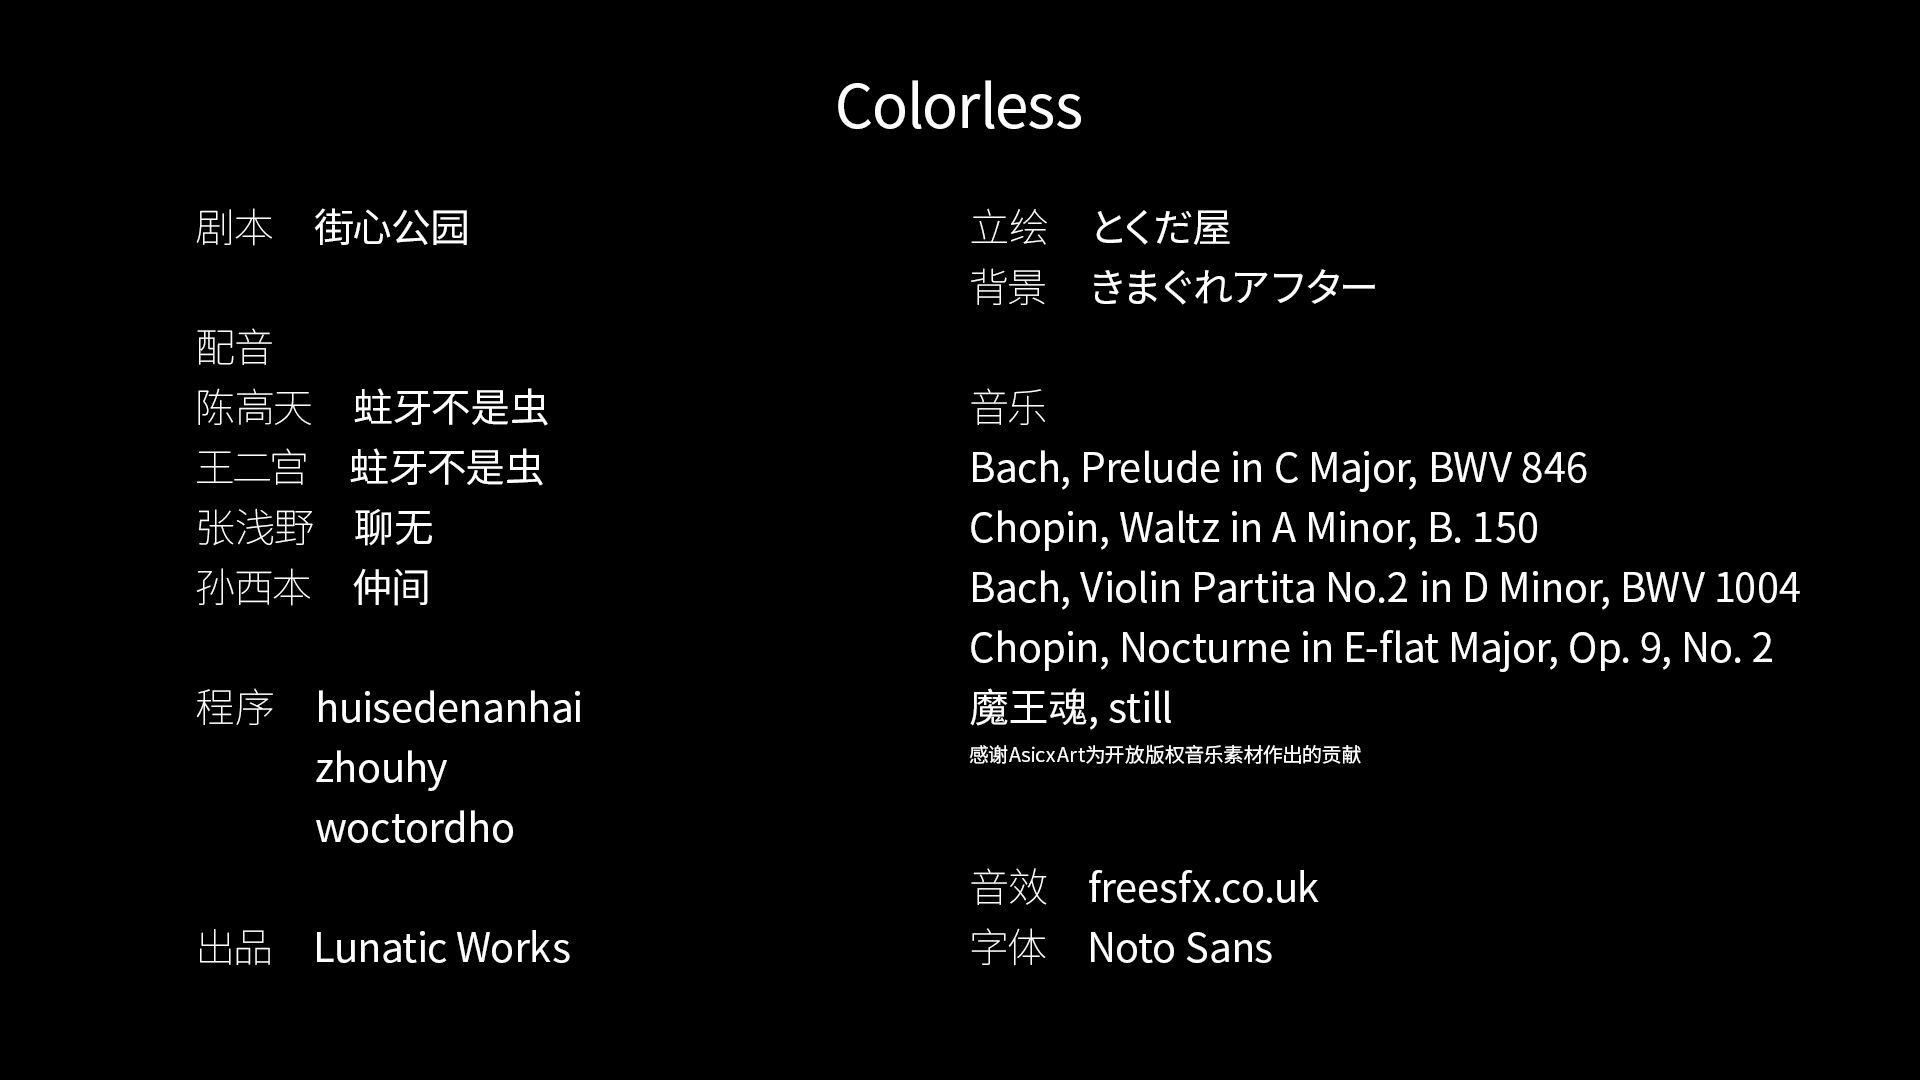 Colorless
剧本 街心公园
配音
陈高天 蛀牙不是虫
王二宫 蛀牙不是虫
张浅野 聊无
孙西本 仲间
程序 huisedenanhai
zhouhy
woctordho
出品 Lunatic Works
立绘 とくだ屋
背景 きまぐれアフター
音乐
Bach, Prelude in C Major, BWV 846
Chopin, Waltz in A Minor, B. 150
Bach, Violin Partita No.2 in D Minor, BWV 1004
Chopin, Nocturne in E-flat Major, Op. 9, No. 2
魔王魂, still
感谢AsicxArt为开放版权音乐素材作出的贡献
音效 freesfx.co.uk
字体 Noto Sans